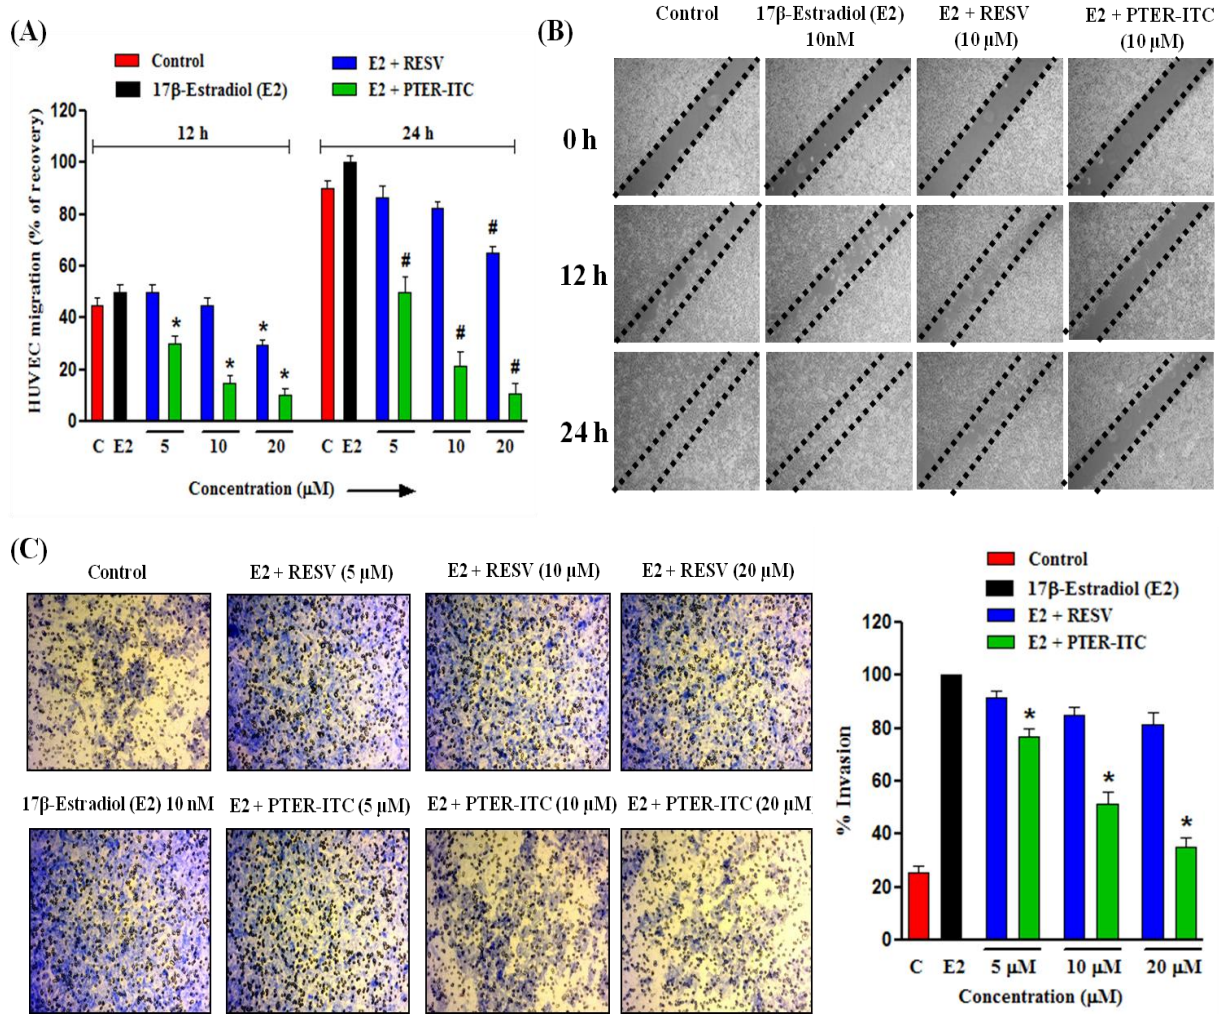 (A)
Control
17β-Estradiol (E2)
E2 + RESV
E2 + PTER-ITC
HUVEC migration (% of recovery)
120
100
80
60
40
20
0
12 h
24 h
*
*
*
*
#
#
#
#
C E2 5 10 20 C E2 5 10 20
Concentration (µM)
(B)
Control
17β-Estradiol (E2)
10nM
E2 + RESV
(10 µM)
E2 + PTER-ITC
(10 µM)
0 h
12 h
24 h
(C)
Control
E2 + RESV (5 µM)
E2 + RESV (10 µM)
E2 + RESV (20 µM)
17β-Estradiol (E2) 10 nM
E2 + PTER-ITC (5 µM)
E2 + PTER-ITC (10 µM)
E2 + PTER-ITC (20 µM)
Control
17β-Estradiol (E2)
E2 + RESV
E2 + PTER-ITC
% Invasion
120
100
80
60
40
20
0
*
*
*
C E2 5 µM 10 µM 20 µM
Concentration (µM)